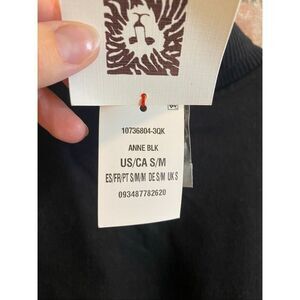 10736804-3QK
ANNE BLK
US/CA S/M
ES/FR/PT S/M/M DE S/M UK S
093487782620